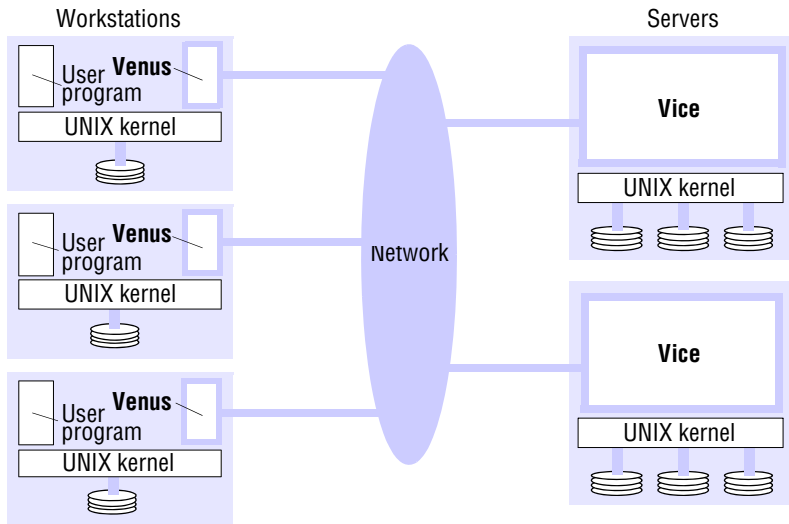 Workstations
Servers
User
program
Venus
UNIX kernel
User
program
Venus
UNIX kernel
User
program
Venus
UNIX kernel
Network
Vice
UNIX kernel
Vice
UNIX kernel